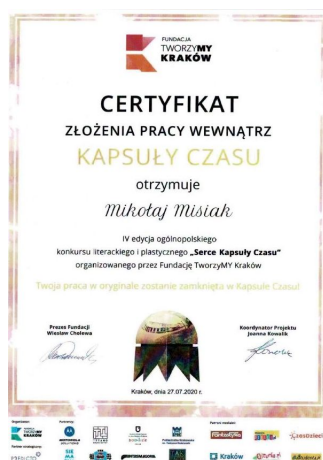 FUNDACJA
TWORZYMY
KRAKÓW
CERTYFIKAT
ZŁOŻENIA PRACY WEWNĄTRZ
KAPSUŁY CZASU
otrzymuje
Mikołaj Misiak
IV edycja ogólnopolskiego
konkursu literackiego i plastycznego „Serce Kapsuły Czasu”
organizowanego przez Fundację TworzyMY Kraków
Twoja praca w oryginale zostanie zamknięta w Kapsule Czasu!
Prezes Fundacji
Wiesław Cholewa
Koordynator Projektu
Joanna Kowalik
Kraków, dnia 27.07.2020 r.
MOTOROLA
Kraków